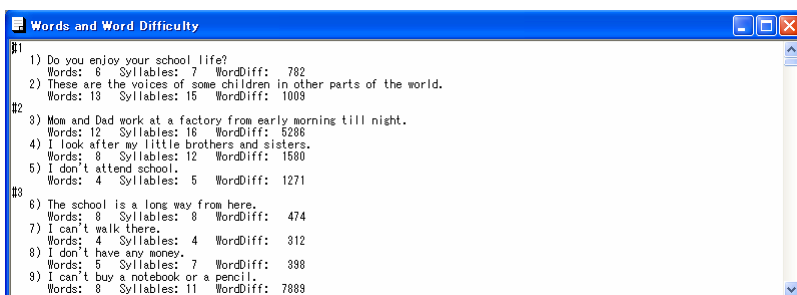 Words and Word Difficulty
#1
1) Do you enjoy your school life?
Words: 6 Syllables: 7 WordDiff: 782
2) These are the voices of some children in other parts of the world.
Words: 13 Syllables: 15 WordDiff: 1009
#2
3) Mom and Dad work at a factory from early morning till night.
Words: 12 Syllables: 16 WordDiff: 5286
4) I look after my little brothers and sisters.
Words: 8 Syllables: 12 WordDiff: 1580
5) I don't attend school.
Words: 4 Syllables: 5 WordDiff: 1271
#3
6) The school is a long way from here.
Words: 8 Syllables: 8 WordDiff: 474
7) I can't walk there.
Words: 4 Syllables: 4 WordDiff: 312
8) I don't have any money.
Words: 5 Syllables: 7 WordDiff: 398
9) I can't buy a notebook or a pencil.
Words: 8 Syllables: 11 WordDiff: 7889